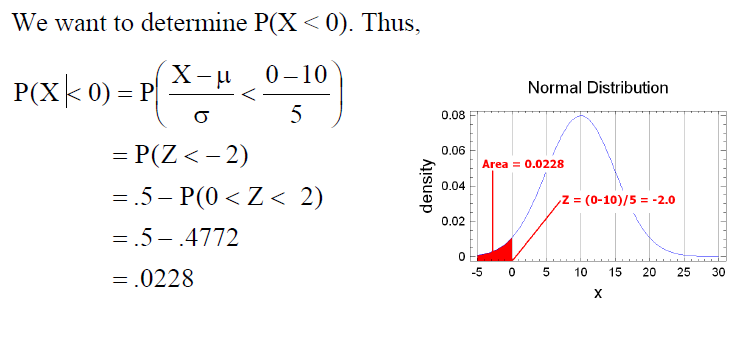 We want to determine P(X < 0). Thus,
P(X < 0) = P( (X – μ)/σ < (0 – 10)/5 )
= P(Z < – 2)
= .5 – P(0 < Z < 2)
= .5 – .4772
= .0228
Normal Distribution
density
0.08
0.06
0.04
0.02
0
Area = 0.0228
Z = (0-10)/5 = -2.0
-5 0 5 10 15 20 25 30
X